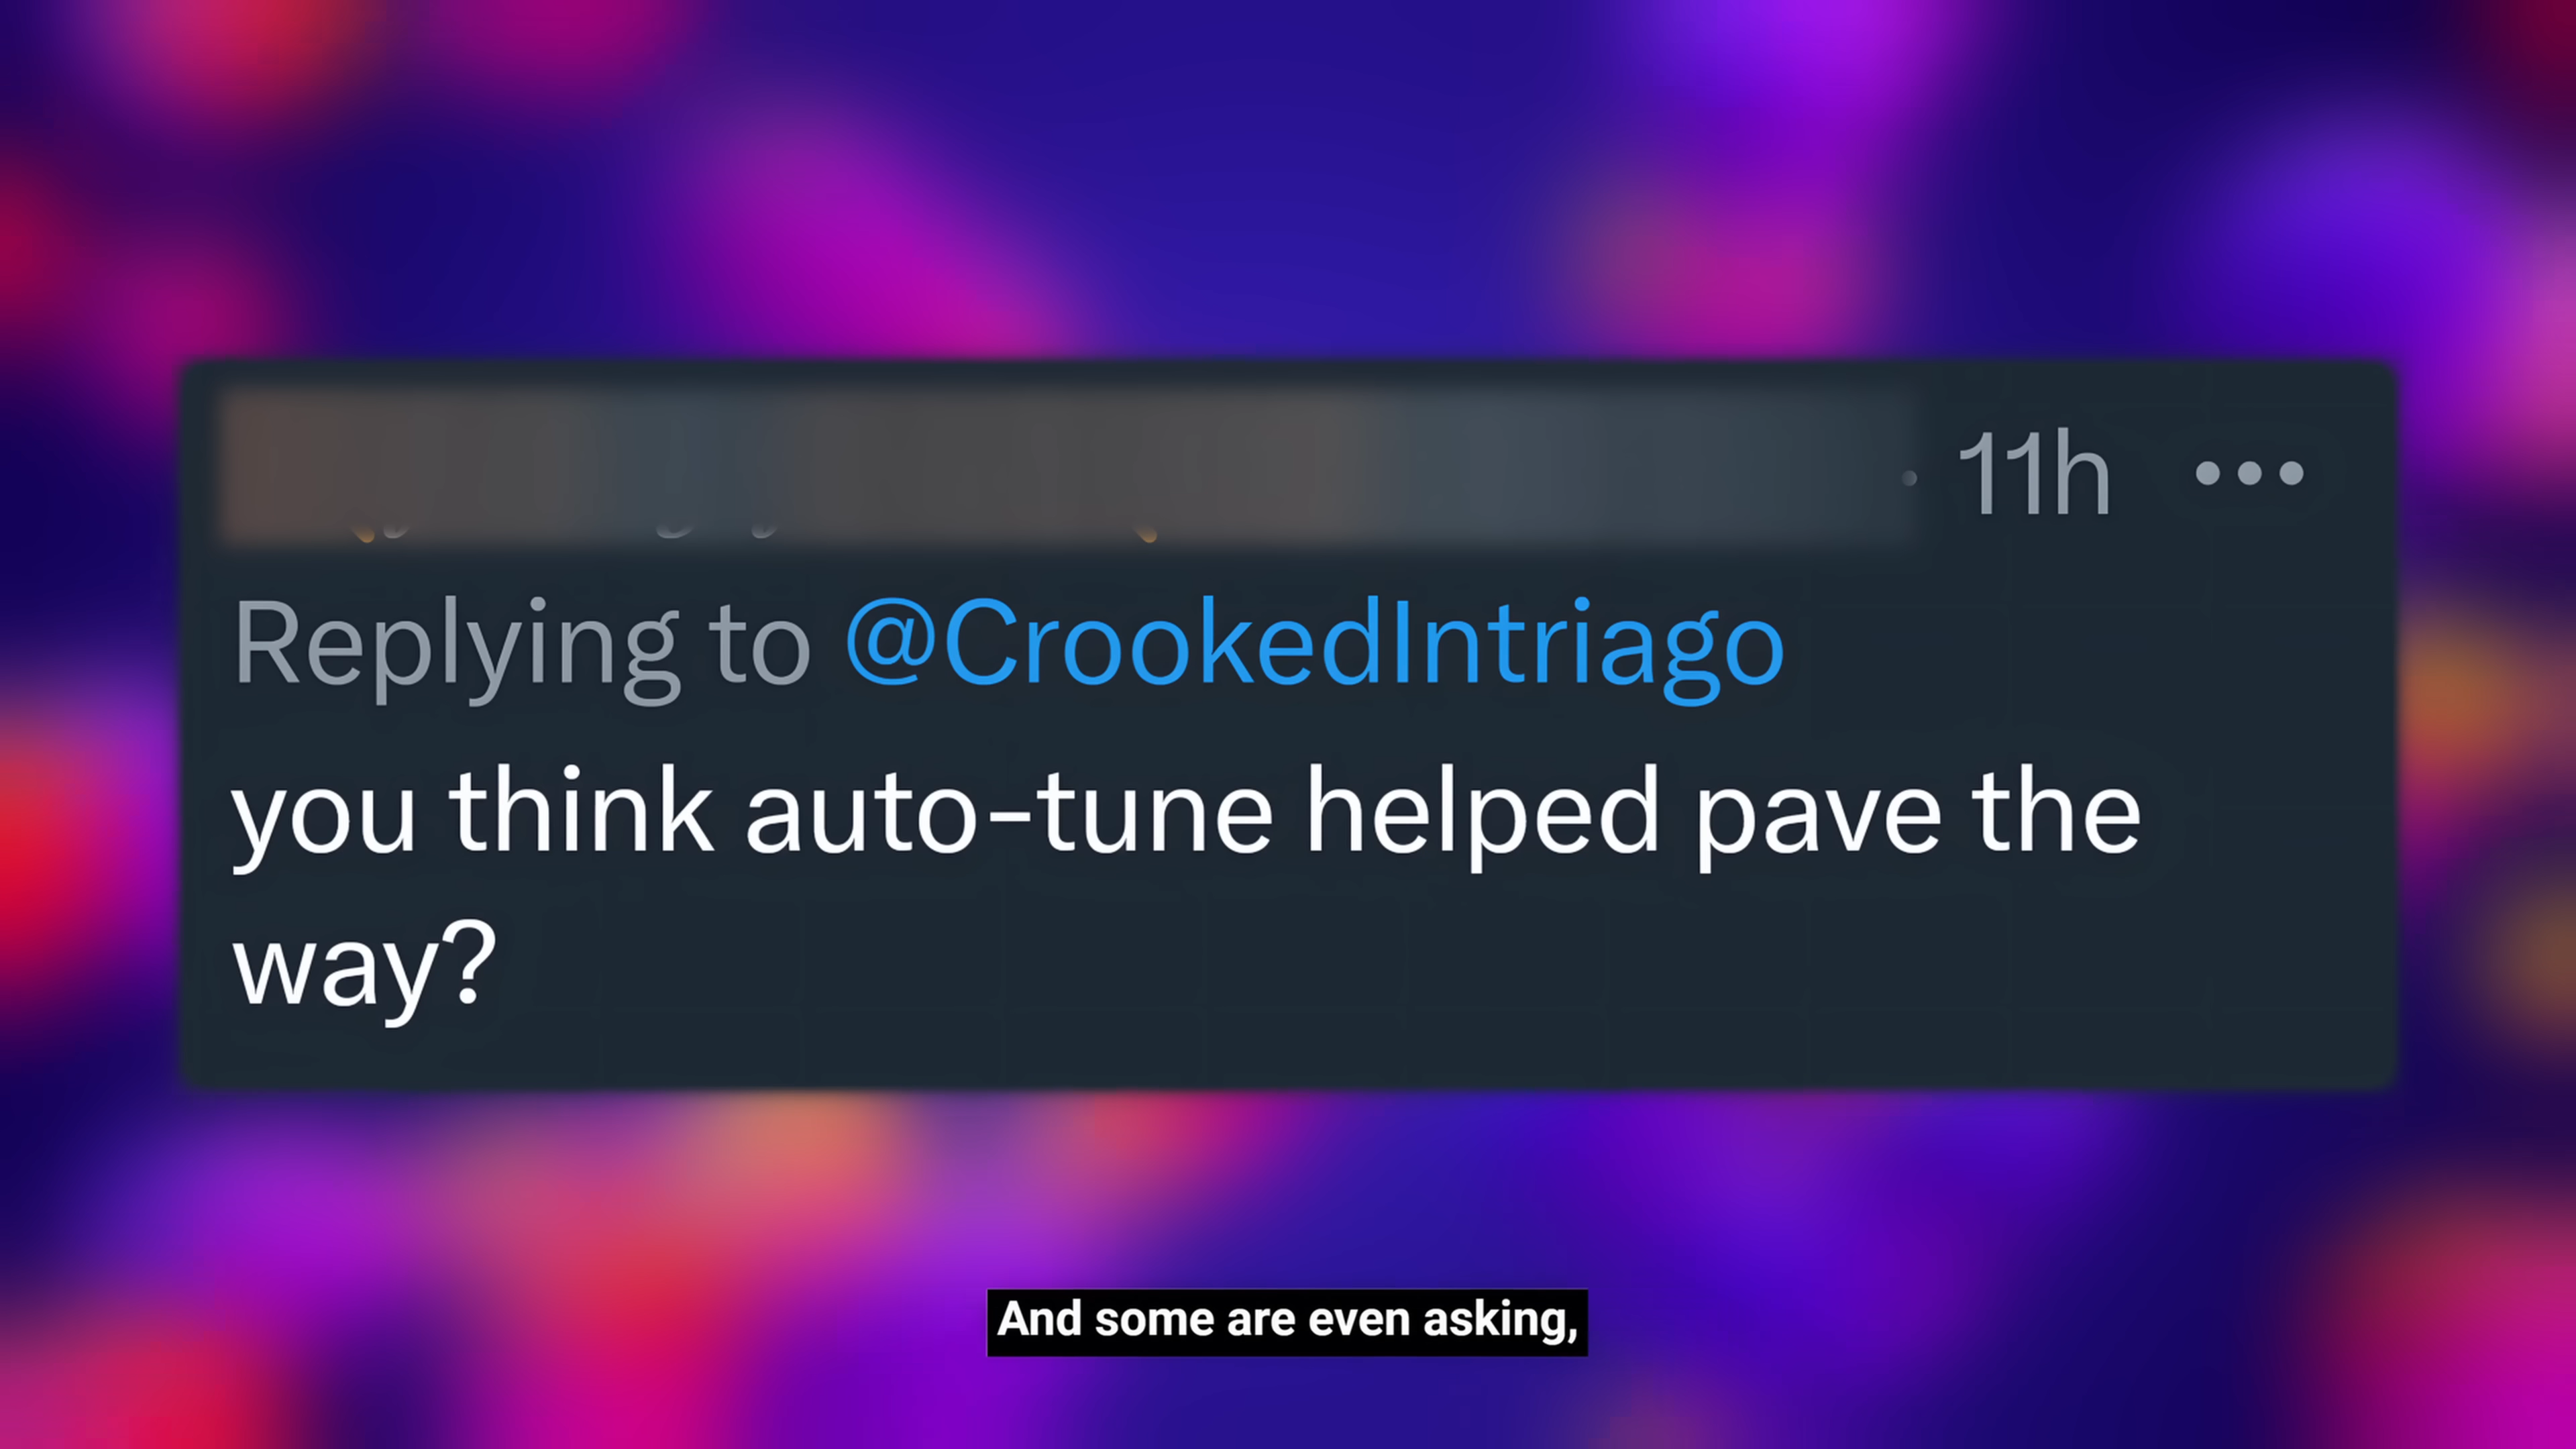 · 11h •••
Replying to @CrookedIntriago
you think auto-tune helped pave the
way?
And some are even asking,